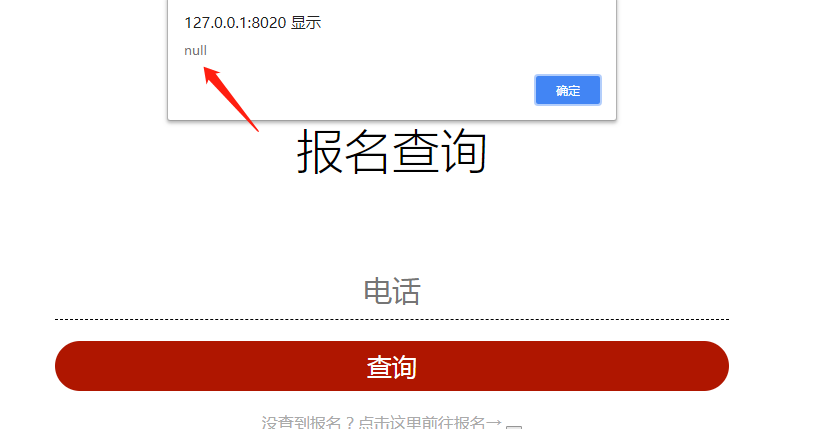 127.0.0.1:8020 显示
null
确定
报名查询
电话
查询
没查到报名？点击这里前往报名→